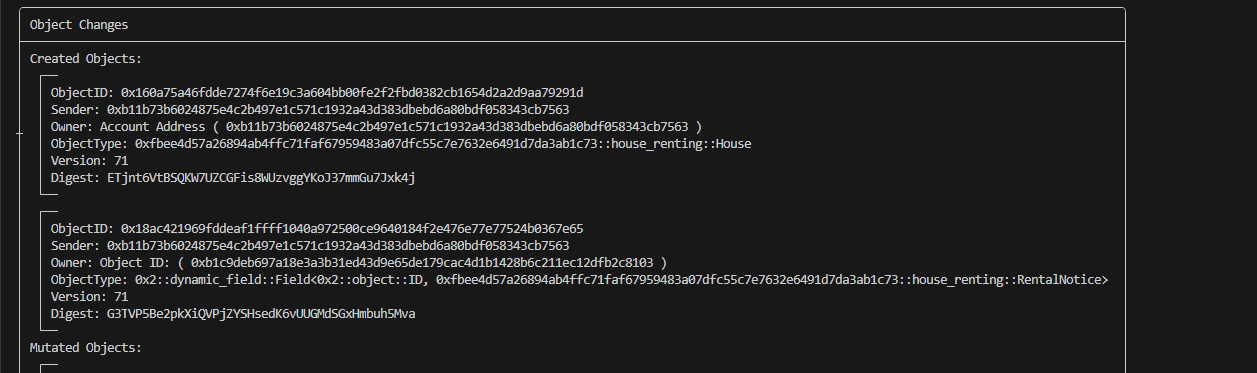 Object Changes
Created Objects:
ObjectID: 0x160a75a46fdde7274f6e19c3a604bb00fe2f2fbd0382cb1654d2a2d9aa79291d
Sender: 0xb11b73b6024875e4c2b497e1c571c1932a43d383dbebd6a80bdf058343cb7563
Owner: Account Address ( 0xb11b73b6024875e4c2b497e1c571c1932a43d383dbebd6a80bdf058343cb7563 )
ObjectType: 0xfbee4d57a26894ab4ffc71faf67959483a07dfc55c7e7632e6491d7da3ab1c73::house_renting::House
Version: 71
Digest: ETjnt6VtBSQKW7UZCGFis8WUzvggYKoJ37mmGu7Jxk4j
ObjectID: 0x18ac421969fddeaf1ffff1040a972500ce9640184f2e476e77e77524b0367e65
Sender: 0xb11b73b6024875e4c2b497e1c571c1932a43d383dbebd6a80bdf058343cb7563
Owner: Object ID: ( 0xb1c9deb697a18e3a3b31ed43d9e65de179cac4d1b1428b6c211ec12dfb2c8103 )
ObjectType: 0x2::dynamic_field::Field<0x2::object::ID, 0xfbee4d57a26894ab4ffc71faf67959483a07dfc55c7e7632e6491d7da3ab1c73::house_renting::RentalNotice>
Version: 71
Digest: G3TVP5Be2pkXiQVPjZYSHsedK6vUUGMdSGxHmbuh5Mva
Mutated Objects: